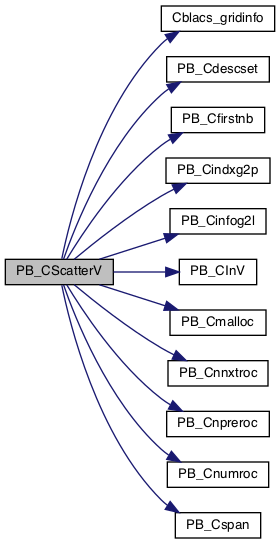 Cblacs_gridinfo
PB_Cdescset
PB_Cfirstnb
PB_Cindxg2p
PB_Cinfog2l
PB_CScatterV
PB_CInV
PB_Cmalloc
PB_Cnnxtroc
PB_Cnpreroc
PB_Cnumroc
PB_Cspan